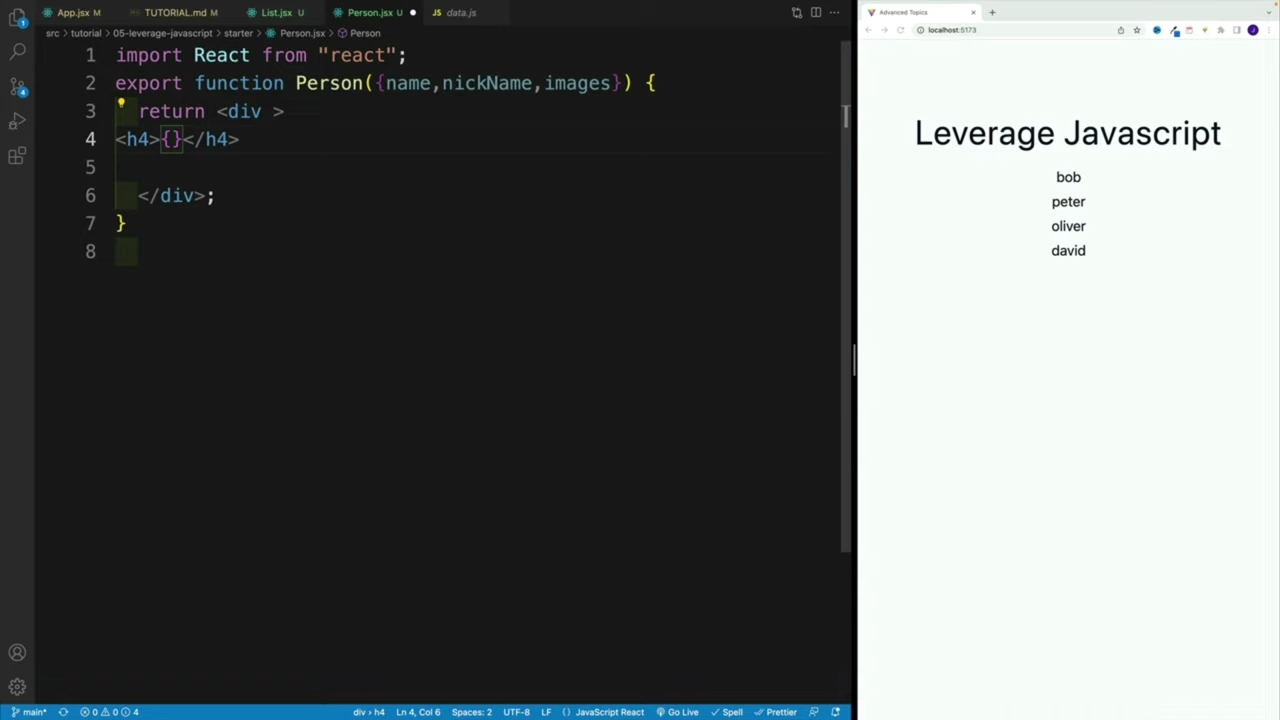 App.jsx M
TUTORIAL.md M
List.jsx U
Person.jsx U
JS data.js
src > tutorial > 05-leverage-javascript > starter > Person.jsx > Person
1 import React from "react";
2 export function Person({name,nickName,images}) {
3 return <div >
4 <h4>{}</h4>
5
6 </div>;
7 }
8
1
4
main* 0 0 4
div > h4 Ln 4, Col 6 Spaces: 2 UTF-8 LF { } JavaScript React Go Live Spell Prettier
Advanced Topics
localhost:5173
J
Leverage Javascript
bob
peter
oliver
david